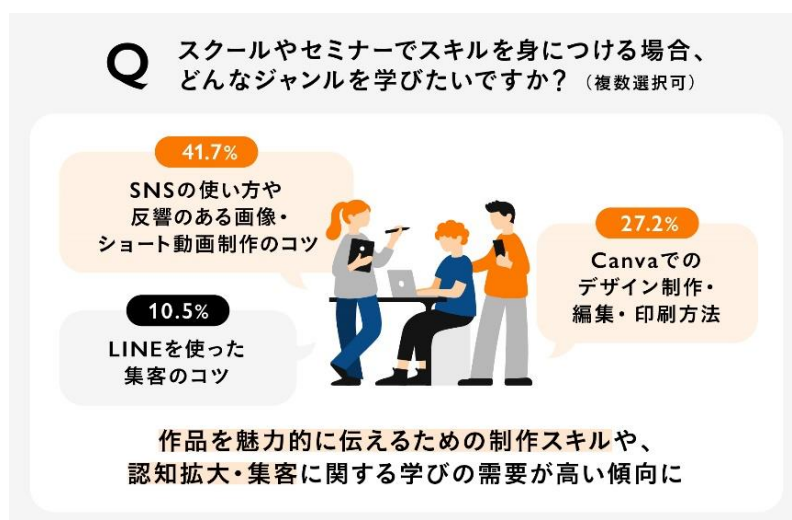 Q
スクールやセミナーでスキルを身につける場合、
どんなジャンルを学びたいですか？（複数選択可）
41.7%
SNSの使い方や
反響のある画像・
ショート動画制作のコツ
10.5%
LINEを使った
集客のコツ
27.2%
Canvaでの
デザイン制作・
編集・印刷方法
作品を魅力的に伝えるための制作スキルや、
認知拡大・集客に関する学びの需要が高い傾向に